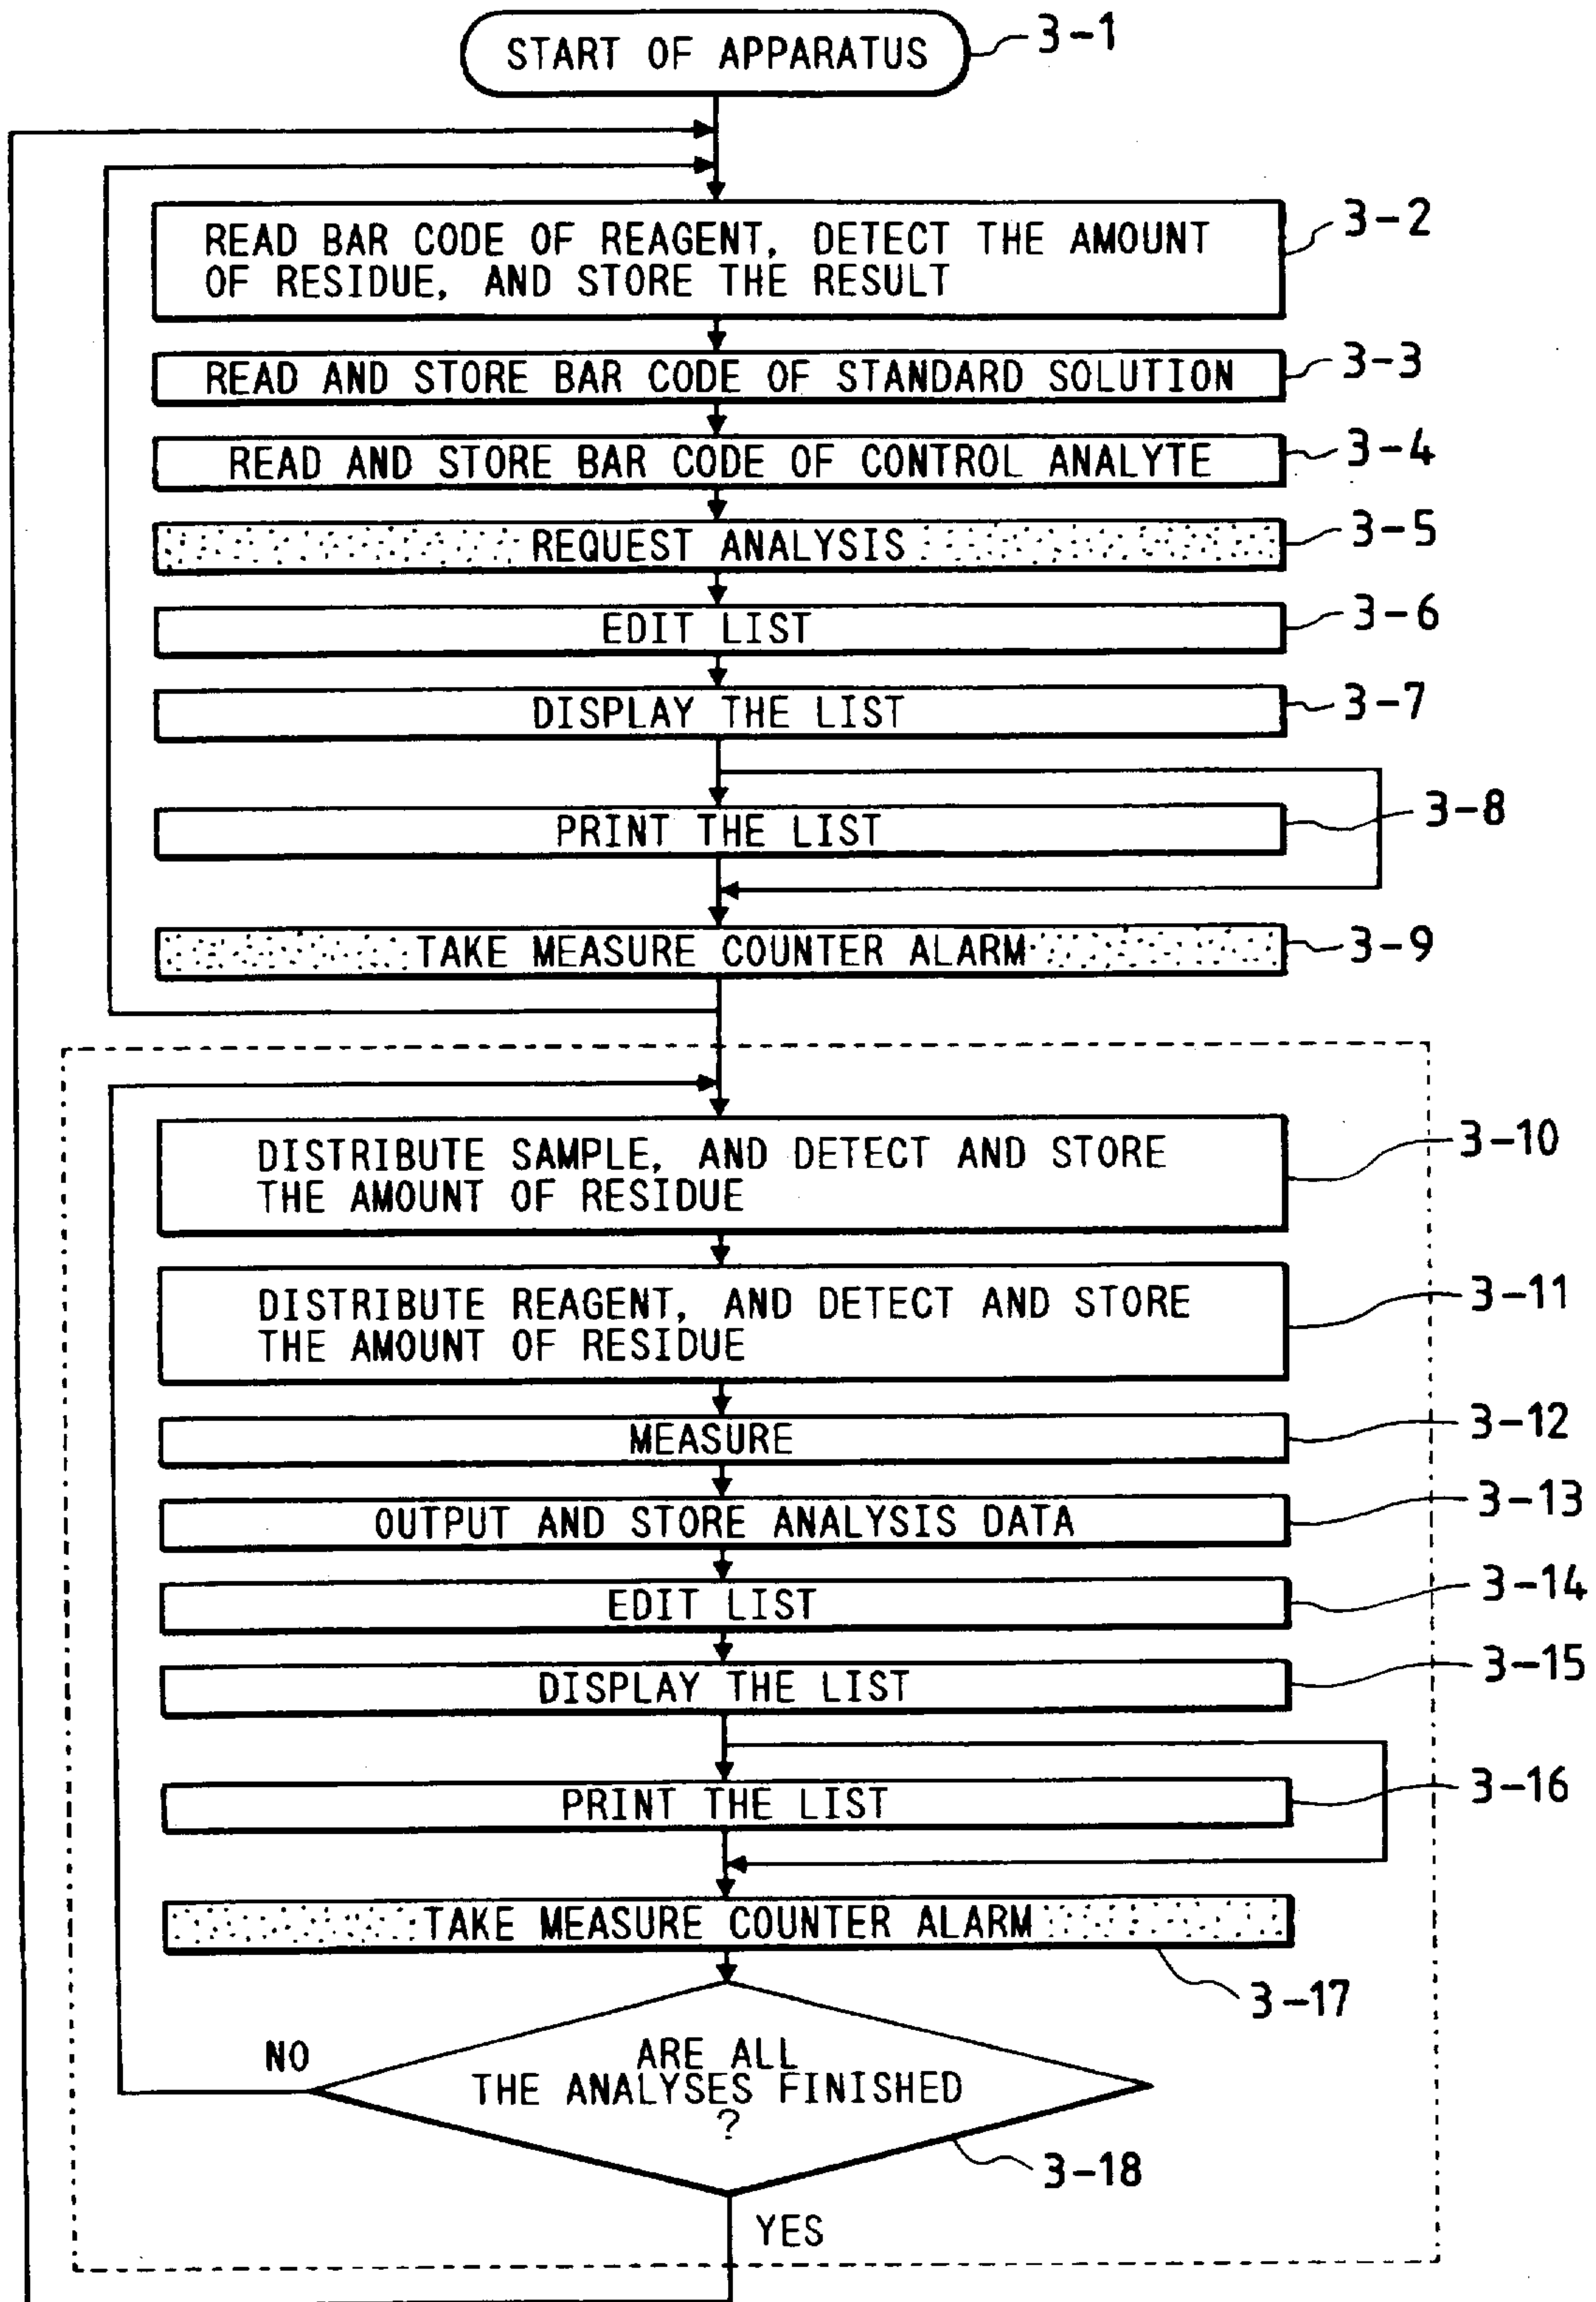 START OF APPARATUS
3-1
READ BAR CODE OF REAGENT, DETECT THE AMOUNT
OF RESIDUE, AND STORE THE RESULT
3-2
READ AND STORE BAR CODE OF STANDARD SOLUTION
3-3
READ AND STORE BAR CODE OF CONTROL ANALYTE
3-4
REQUEST ANALYSIS
3-5
EDIT LIST
3-6
DISPLAY THE LIST
3-7
PRINT THE LIST
3-8
TAKE MEASURE COUNTER ALARM
3-9
DISTRIBUTE SAMPLE, AND DETECT AND STORE
THE AMOUNT OF RESIDUE
3-10
DISTRIBUTE REAGENT, AND DETECT AND STORE
THE AMOUNT OF RESIDUE
3-11
MEASURE
3-12
OUTPUT AND STORE ANALYSIS DATA
3-13
EDIT LIST
3-14
DISPLAY THE LIST
3-15
PRINT THE LIST
3-16
TAKE MEASURE COUNTER ALARM
3-17
NO
ARE ALL
THE ANALYSES FINISHED
?
3-18
YES